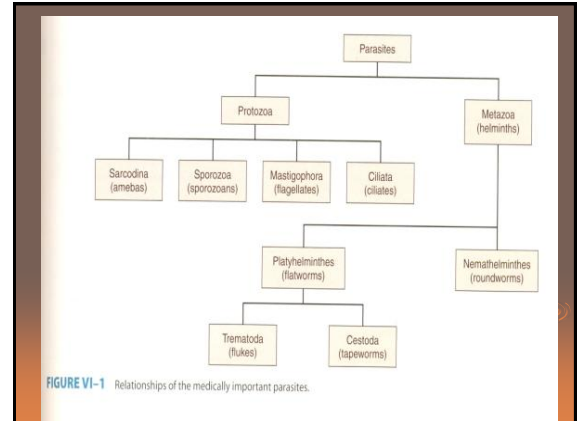 Parasites
Protozoa
Metazoa
(helminths)
Sarcodina
(amebas)
Sporozoa
(sporozoans)
Mastigophora
(flagellates)
Ciliata
(ciliates)
Platyhelminthes
(flatworms)
Nemathelminthes
(roundworms)
Trematoda
(flukes)
Cestoda
(tapeworms)
FIGURE VI–1 Relationships of the medically important parasites.